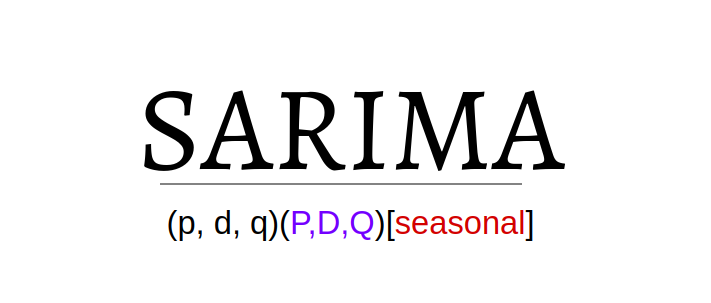 SARIMA
(p, d, q)(P,D,Q)[seasonal]